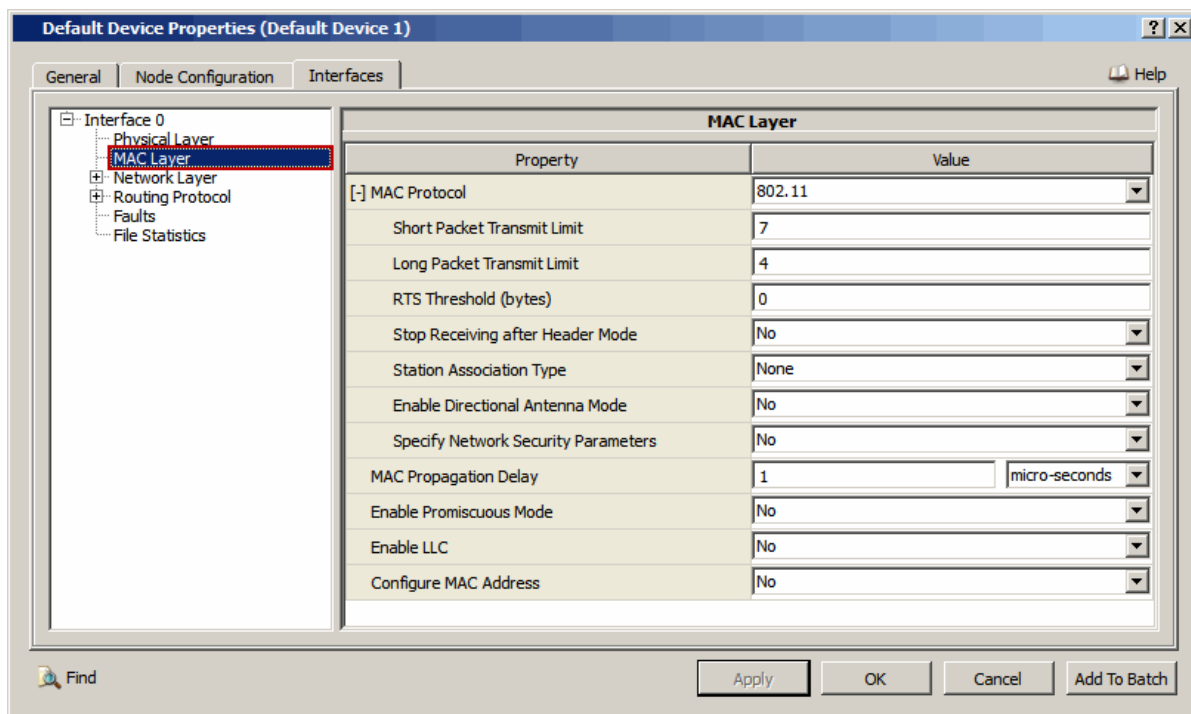 Default Device Properties (Default Device 1)
General Node Configuration Interfaces Help
Interface 0
Physical Layer
MAC Layer
Network Layer
Routing Protocol
Faults
File Statistics
MAC Layer
Property Value
[-] MAC Protocol 802.11
Short Packet Transmit Limit 7
Long Packet Transmit Limit 4
RTS Threshold (bytes) 0
Stop Receiving after Header Mode No
Station Association Type None
Enable Directional Antenna Mode No
Specify Network Security Parameters No
MAC Propagation Delay 1 micro-seconds
Enable Promiscuous Mode No
Enable LLC No
Configure MAC Address No
Find Apply OK Cancel Add To Batch